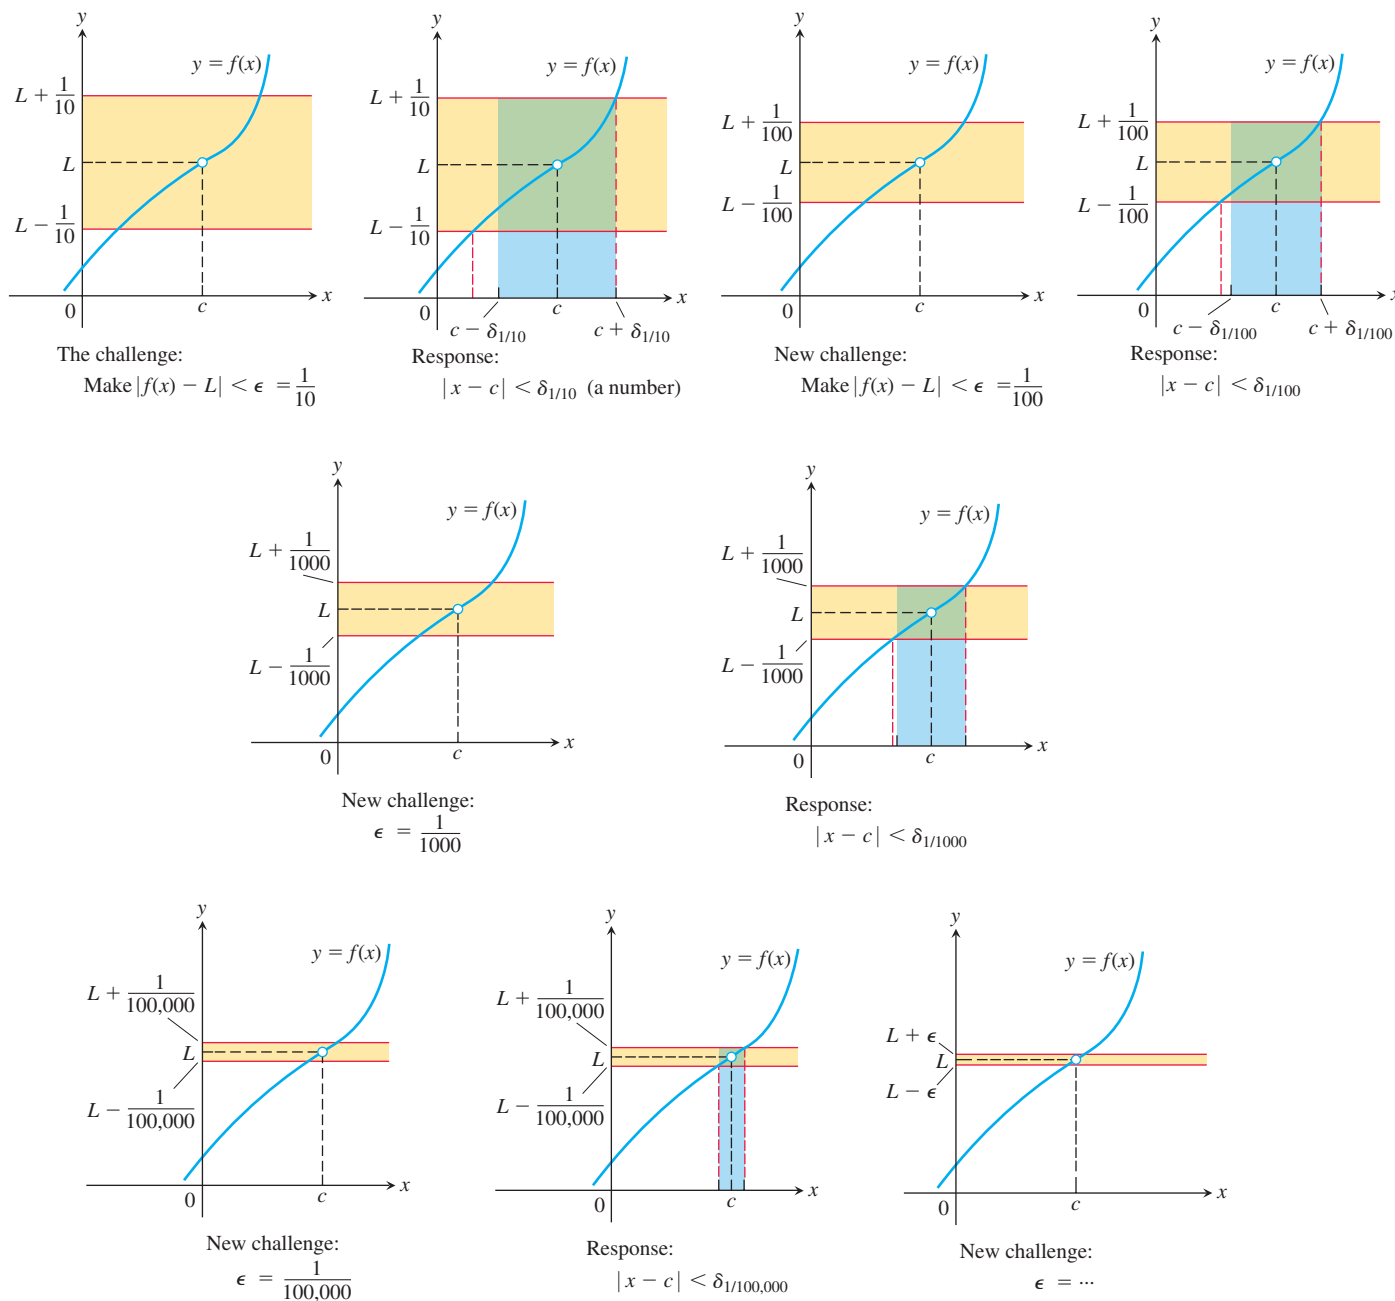 y
y = f(x)
L + 1/10
L
L − 1/10
0
c
x
The challenge:
Make |f(x) − L| < ϵ = 1/10
y
y = f(x)
L + 1/10
L
L − 1/10
0
c
x
c − δ1/10
c + δ1/10
Response:
|x − c| < δ1/10 (a number)
y
y = f(x)
L + 1/100
L
L − 1/100
0
c
x
New challenge:
Make |f(x) − L| < ϵ = 1/100
y
y = f(x)
L + 1/100
L
L − 1/100
0
c
x
c − δ1/100
c + δ1/100
Response:
|x − c| < δ1/100
y
y = f(x)
L + 1/1000
L
L − 1/1000
0
c
x
New challenge:
ϵ = 1/1000
y
y = f(x)
L + 1/1000
L
L − 1/1000
0
c
x
Response:
|x − c| < δ1/1000
y
y = f(x)
L + 1/100,000
L
L − 1/100,000
0
c
x
New challenge:
ϵ = 1/100,000
y
y = f(x)
L + 1/100,000
L
L − 1/100,000
0
c
x
Response:
|x − c| < δ1/100,000
y
y = f(x)
L + ϵ
L
L − ϵ
0
c
x
New challenge:
ϵ = ···